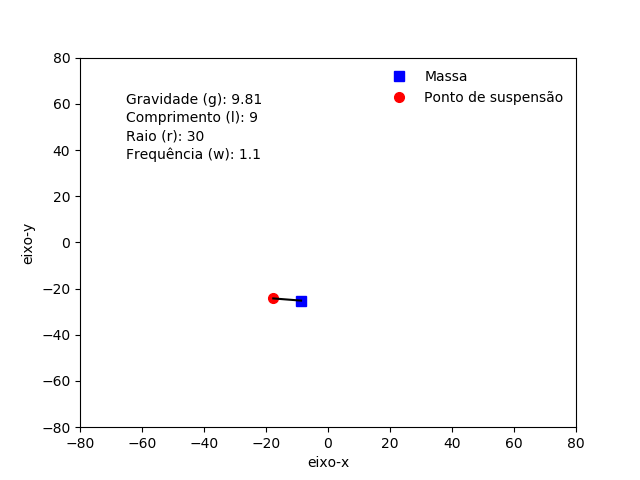 Gravidade (g): 9.81
Comprimento (l): 9
Raio (r): 30
Frequência (w): 1.1
Massa
Ponto de suspensão
80
60
40
20
0
−20
−40
−60
−80
eixo-y
−80 −60 −40 −20 0 20 40 60 80
eixo-x